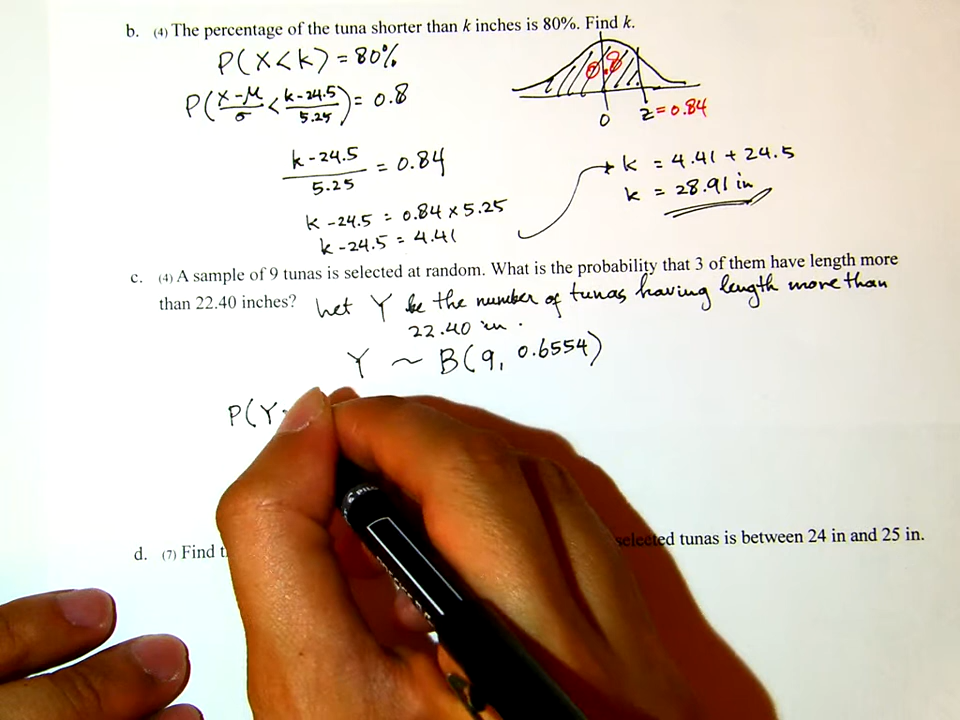 b. (4) The percentage of the tuna shorter than k inches is 80%. Find k.
P(X<k) = 80%
P(X-μ/σ < k-24.5/5.25) = 0.8
0.8
0 z=0.84
k-24.5/5.25 = 0.84
k-24.5 = 0.84 × 5.25
k-24.5 = 4.41
k = 4.41 + 24.5
k = 28.91 in
c. (4) A sample of 9 tunas is selected at random. What is the probability that 3 of them have length more
than 22.40 inches? Let Y be the number of tunas having length more than
22.40 in.
Y ~ B(9, 0.6554)
P(Y
d. (7) Find selected tunas is between 24 in and 25 in.